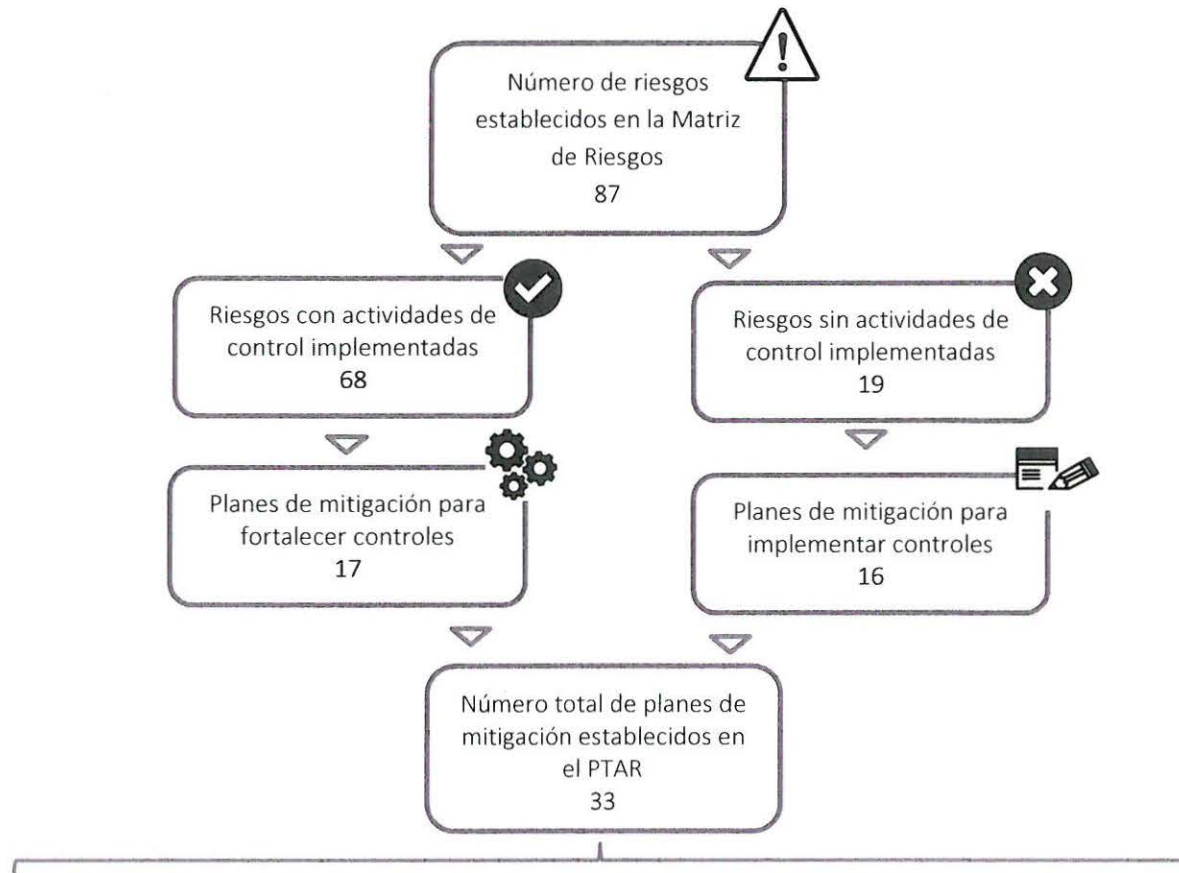 Número de riesgos
establecidos en la Matriz
de Riesgos
87
Riesgos con actividades de
control implementadas
68
Riesgos sin actividades de
control implementadas
19
Planes de mitigación para
fortalecer controles
17
Planes de mitigación para
implementar controles
16
Número total de planes de
mitigación establecidos en
el PTAR
33